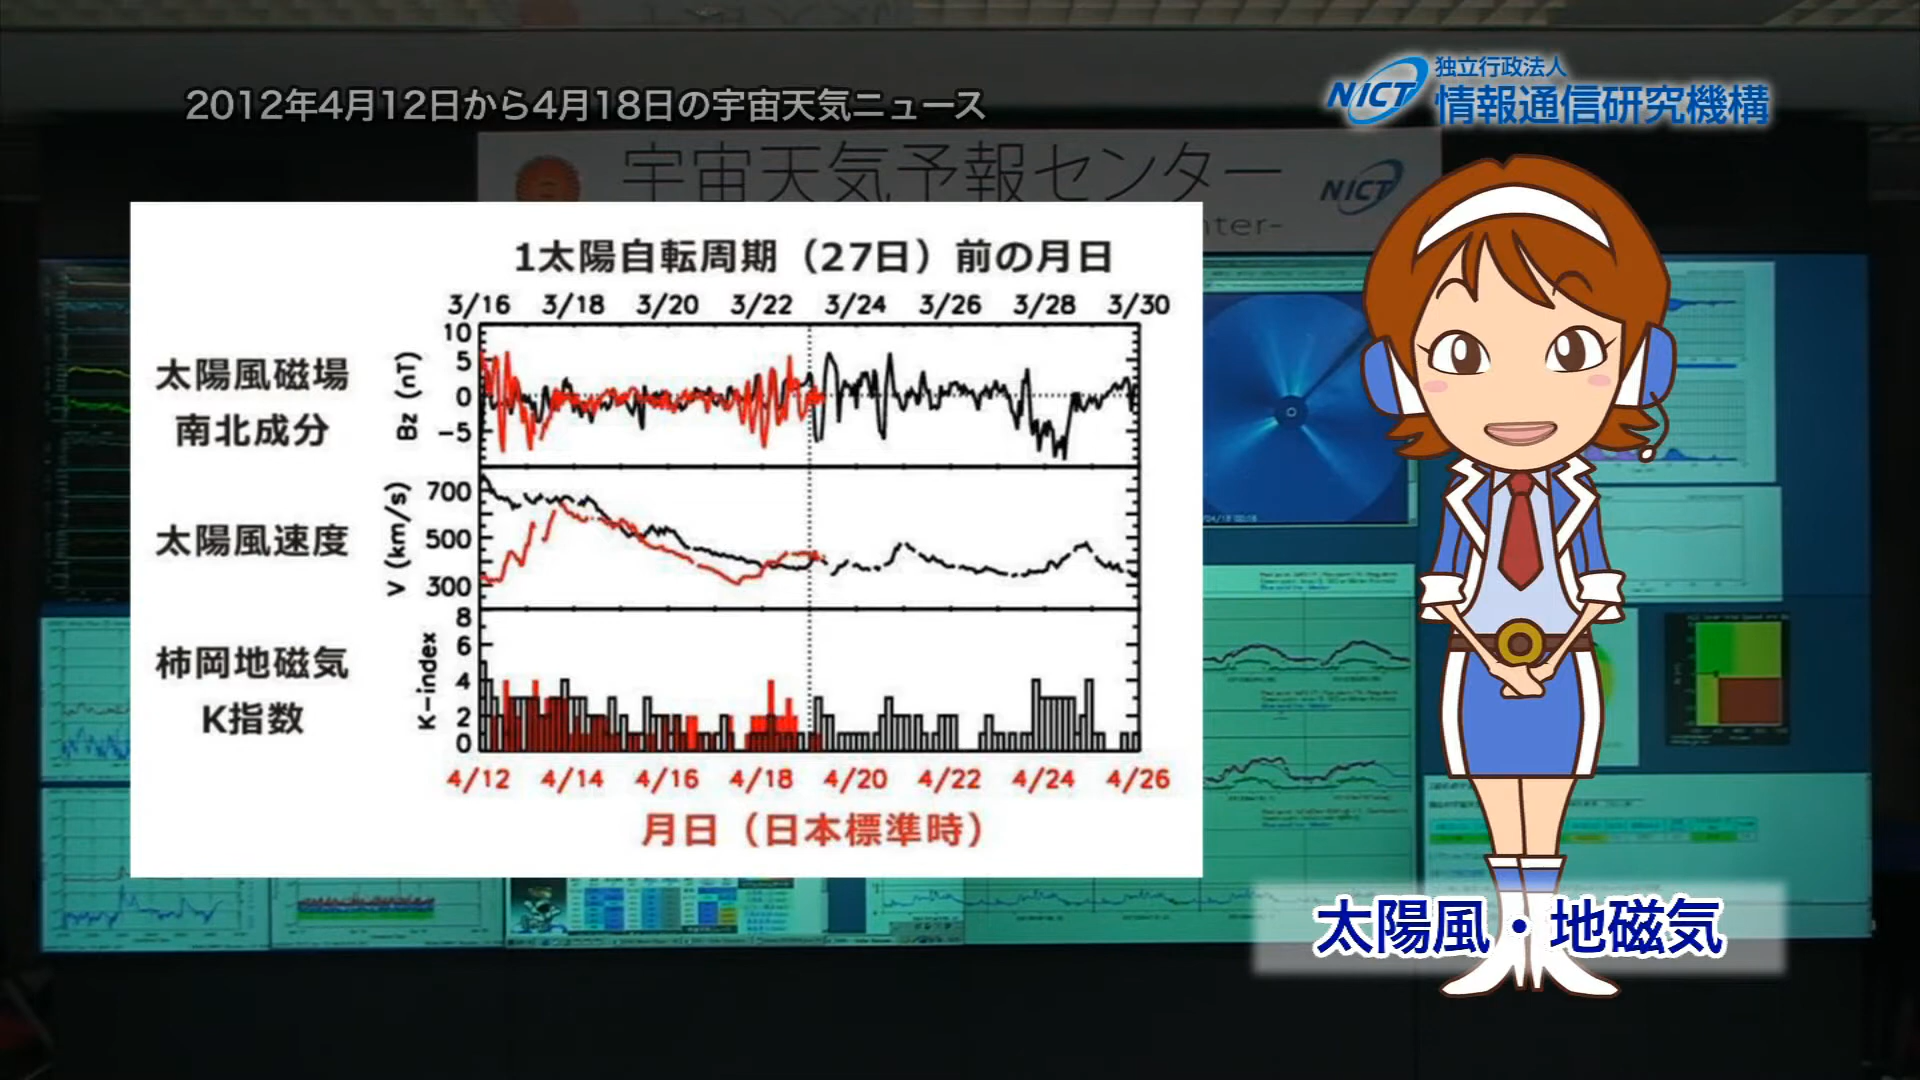 2012年4月12日から4月18日の宇宙天気ニュース
NICT
独立行政法人
情報通信研究機構
宇宙天気予報センター
NICT
nter-
1太陽自転周期（27日）前の月日
3/16 3/18 3/20 3/22 3/24 3/26 3/28 3/30
太陽風磁場
南北成分
Bz (nT)
10
5
0
-5
太陽風速度
V (km/s)
700
500
300
柿岡地磁気
K指数
K-index
8
6
4
2
0
4/12 4/14 4/16 4/18 4/20 4/22 4/24 4/26
月日（日本標準時）
太陽風・地磁気